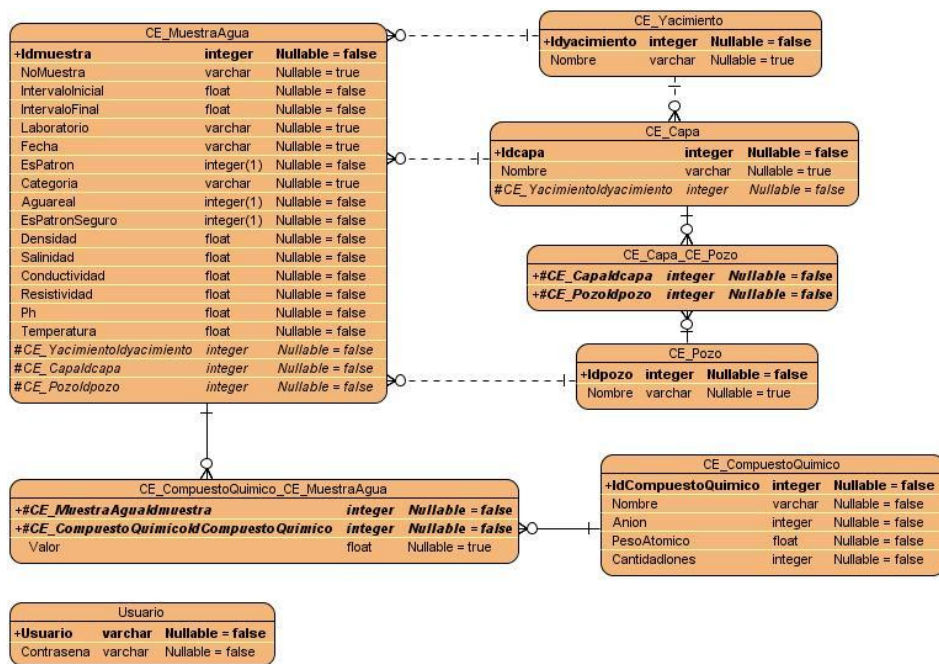 CE_MuestraAgua
+Idmuestra integer Nullable = false
NoMuestra varchar Nullable = true
IntervaloInicial float Nullable = false
IntervaloFinal float Nullable = false
Laboratorio varchar Nullable = true
Fecha varchar Nullable = true
EsPatron integer(1) Nullable = false
Categoria varchar Nullable = true
Aguareal integer(1) Nullable = false
EsPatronSeguro integer(1) Nullable = false
Densidad float Nullable = false
Salinidad float Nullable = false
Conductividad float Nullable = false
Resistividad float Nullable = false
Ph float Nullable = false
Temperatura float Nullable = false
#CE_YacimientoIdyacimiento integer Nullable = false
#CE_CapaIdcapa integer Nullable = false
#CE_PozoIdpozo integer Nullable = false
CE_Yacimiento
+Idyacimiento integer Nullable = false
Nombre varchar Nullable = true
CE_Capa
+Idcapa integer Nullable = false
Nombre varchar Nullable = true
#CE_YacimientoIdyacimiento integer Nullable = false
CE_Capa_CE_Pozo
+#CE_CapaIdcapa integer Nullable = false
+#CE_PozoIdpozo integer Nullable = false
CE_Pozo
+Idpozo integer Nullable = false
Nombre varchar Nullable = true
CE_CompuestoQuimico_CE_MuestraAgua
+#CE_MuestraAguaIdmuestra integer Nullable = false
+#CE_CompuestoQuimicoIdCompuestoQuimico integer Nullable = false
Valor float Nullable = true
CE_CompuestoQuimico
+IdCompuestoQuimico integer Nullable = false
Nombre varchar Nullable = false
Anion integer Nullable = false
PesoAtomico float Nullable = false
CantidadIones integer Nullable = false
Usuario
+Usuario varchar Nullable = false
Contrasena varchar Nullable = false